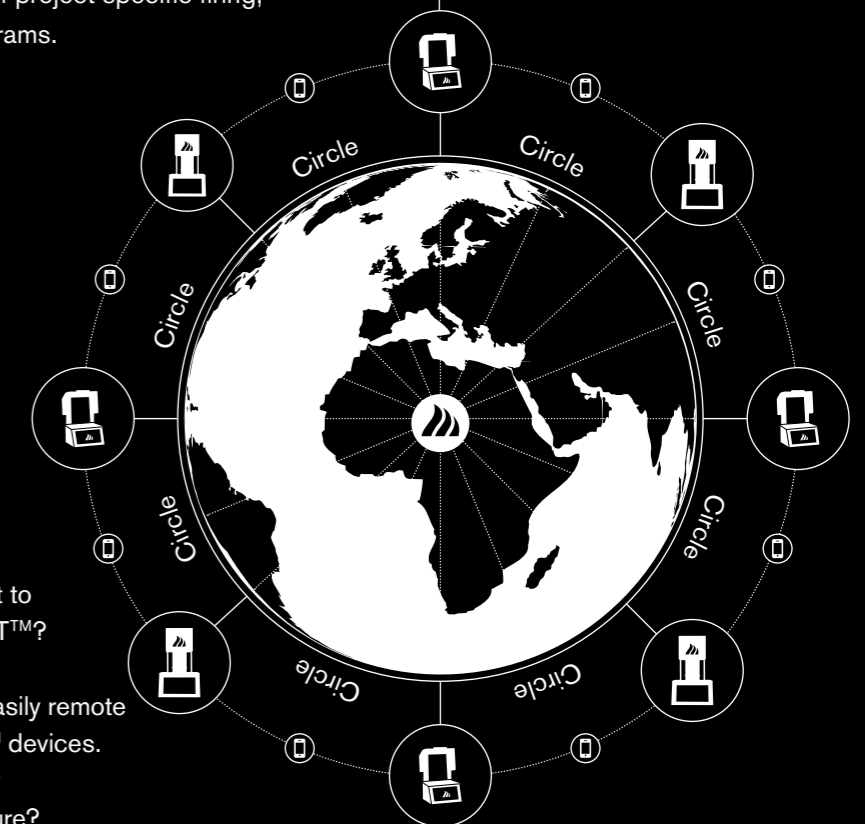 project specific firing,
rams.
Circle
Circle
Circle
Circle
Circle
Circle
Circle
Circle
t to
T™?
asily remote
devices.
ure?